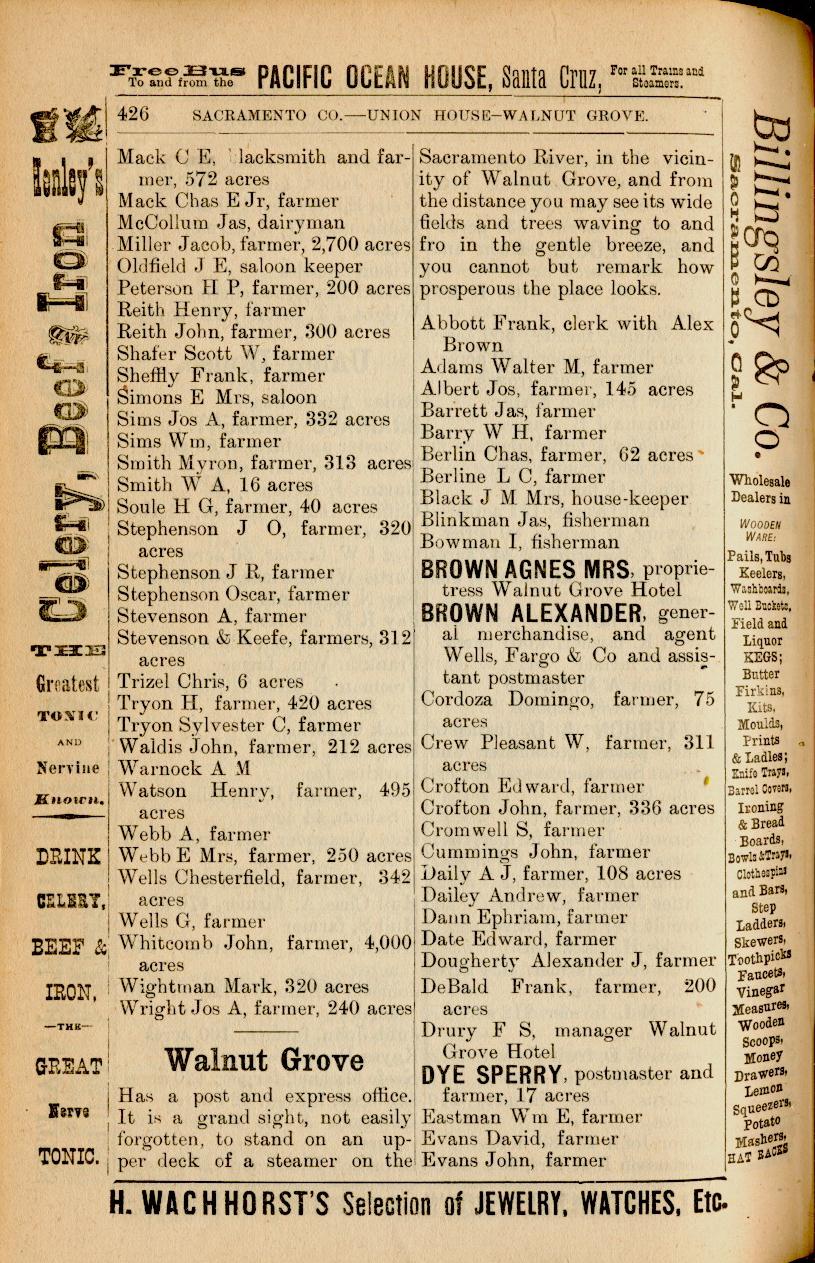 Free Bus
To and from the
PACIFIC OCEAN HOUSE, Santa Cruz,
For all Trains and
Steamers.
426 SACRAMENTO CO.—UNION HOUSE–WALNUT GROVE.
Henley's
Celery, Beef & Iron
THE
Greatest
TONIC
AND
Nervine
Known.
DRINK
CELERY,
BEEF &
IRON,
—THE—
GREAT
Nerve
TONIC.
Mack C E, lacksmith and far-
mer, 572 acres
Mack Chas E Jr, farmer
McCollum Jas, dairyman
Miller Jacob, farmer, 2,700 acres
Oldfield J E, saloon keeper
Peterson H P, farmer, 200 acres
Reith Henry, farmer
Reith John, farmer, 300 acres
Shafer Scott W, farmer
Sheffly Frank, farmer
Simons E Mrs, saloon
Sims Jos A, farmer, 332 acres
Sims Wm, farmer
Smith Myron, farmer, 313 acres
Smith W A, 16 acres
Soule H G, farmer, 40 acres
Stephenson J O, farmer, 320
acres
Stephenson J R, farmer
Stephenson Oscar, farmer
Stevenson A, farmer
Stevenson & Keefe, farmers, 312
acres
Trizel Chris, 6 acres
Tryon H, farmer, 420 acres
Tryon Sylvester C, farmer
Waldis John, farmer, 212 acres
Warnock A M
Watson Henry, farmer, 495
acres
Webb A, farmer
Webb E Mrs, farmer, 250 acres
Wells Chesterfield, farmer, 342
acres
Wells G, farmer
Whitcomb John, farmer, 4,000
acres
Wightman Mark, 320 acres
Wright Jos A, farmer, 240 acres
Walnut Grove
Has a post and express office.
It is a grand sight, not easily
forgotten, to stand on an up-
per deck of a steamer on the
Sacramento River, in the vicin-
ity of Walnut Grove, and from
the distance you may see its wide
fields and trees waving to and
fro in the gentle breeze, and
you cannot but remark how
prosperous the place looks.
Abbott Frank, clerk with Alex
Brown
Adams Walter M, farmer
Albert Jos, farmer, 145 acres
Barrett Jas, farmer
Barry W H, farmer
Berlin Chas, farmer, 62 acres
Berline L C, farmer
Black J M Mrs, house-keeper
Blinkman Jas, fisherman
Bowman I, fisherman
BROWN AGNES MRS, proprie-
tress Walnut Grove Hotel
BROWN ALEXANDER, gener-
al merchandise, and agent
Wells, Fargo & Co and assis-
tant postmaster
Cordoza Domingo, farmer, 75
acres
Crew Pleasant W, farmer, 311
acres
Crofton Edward, farmer
Crofton John, farmer, 336 acres
Cromwell S, farmer
Cummings John, farmer
Daily A J, farmer, 108 acres
Dailey Andrew, farmer
Dann Ephriam, farmer
Date Edward, farmer
Dougherty Alexander J, farmer
DeBald Frank, farmer, 200
acres
Drury F S, manager Walnut
Grove Hotel
DYE SPERRY, postmaster and
farmer, 17 acres
Eastman Wm E, farmer
Evans David, farmer
Evans John, farmer
Billingsley & Co.
Sacramento, Cal.
Wholesale
Dealers in
WOODEN
WARE:
Pails, Tubs
Keelers,
Washboards,
Well Buckets,
Field and
Liquor
KEGS;
Butter
Firkins,
Kits,
Moulds,
Prints
& Ladles;
Knife Trays,
Barrel Covers,
Ironing
& Bread
Boards,
Bowls & Trays,
Clothespins
and Bars,
Step
Ladders,
Skewers,
Toothpicks
Faucets,
Vinegar
Measures,
Wooden
Scoops,
Money
Drawers,
Lemon
Squeezers,
Potato
Mashers,
HAT RACKS
H. WACHHORST'S Selection of JEWELRY, WATCHES, Etc.